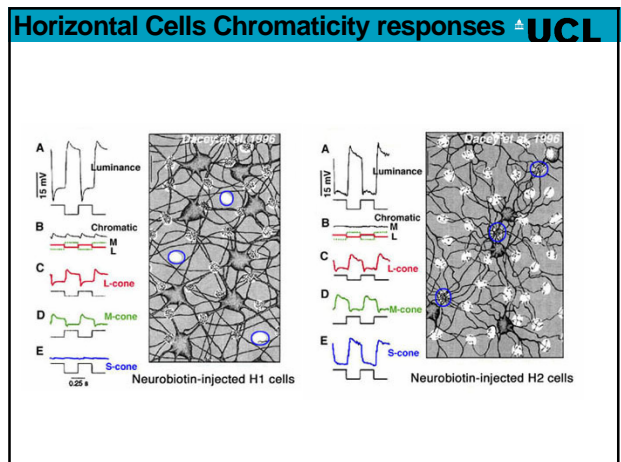 Horizontal Cells Chromaticity responses UCL
Dacey et al, 1996
A
Luminance
15 mV
B
Chromatic
M
L
C
L-cone
D
M-cone
E
S-cone
0.25 s
Neurobiotin-injected H1 cells
Dacey et al, 1996
A
Luminance
15 mV
B
Chromatic
M
L
C
L-cone
D
M-cone
E
S-cone
Neurobiotin-injected H2 cells